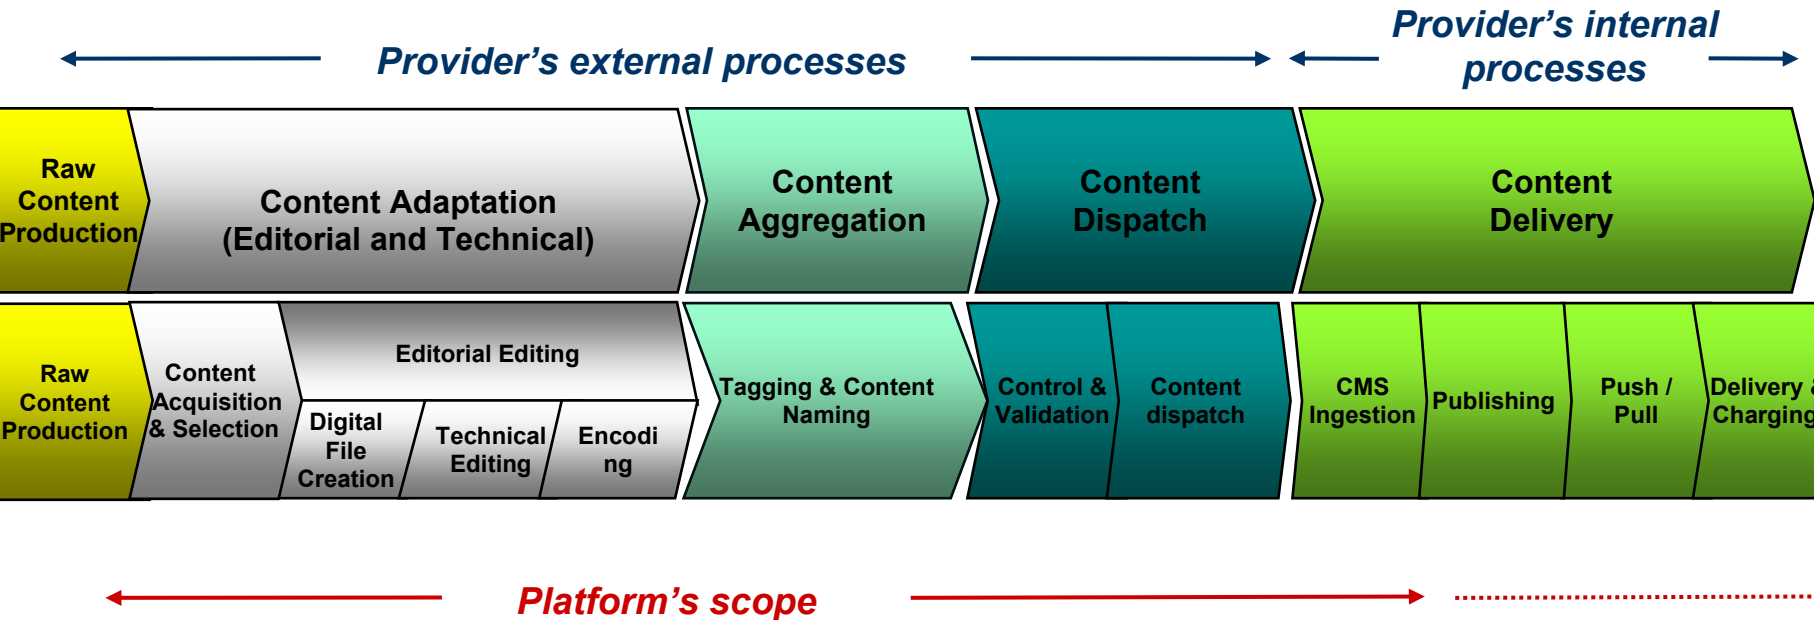 Provider’s external processes
Provider’s internal
processes
Raw
Content
Production
Content Adaptation
(Editorial and Technical)
Content
Aggregation
Content
Dispatch
Content
Delivery
Raw
Content
Production
Content
Acquisition
& Selection
Editorial Editing
Digital
File
Creation
Technical
Editing
Encodi
ng
Tagging & Content
Naming
Control &
Validation
Content
dispatch
CMS
Ingestion
Publishing
Push /
Pull
Delivery &
Charging
Platform’s scope